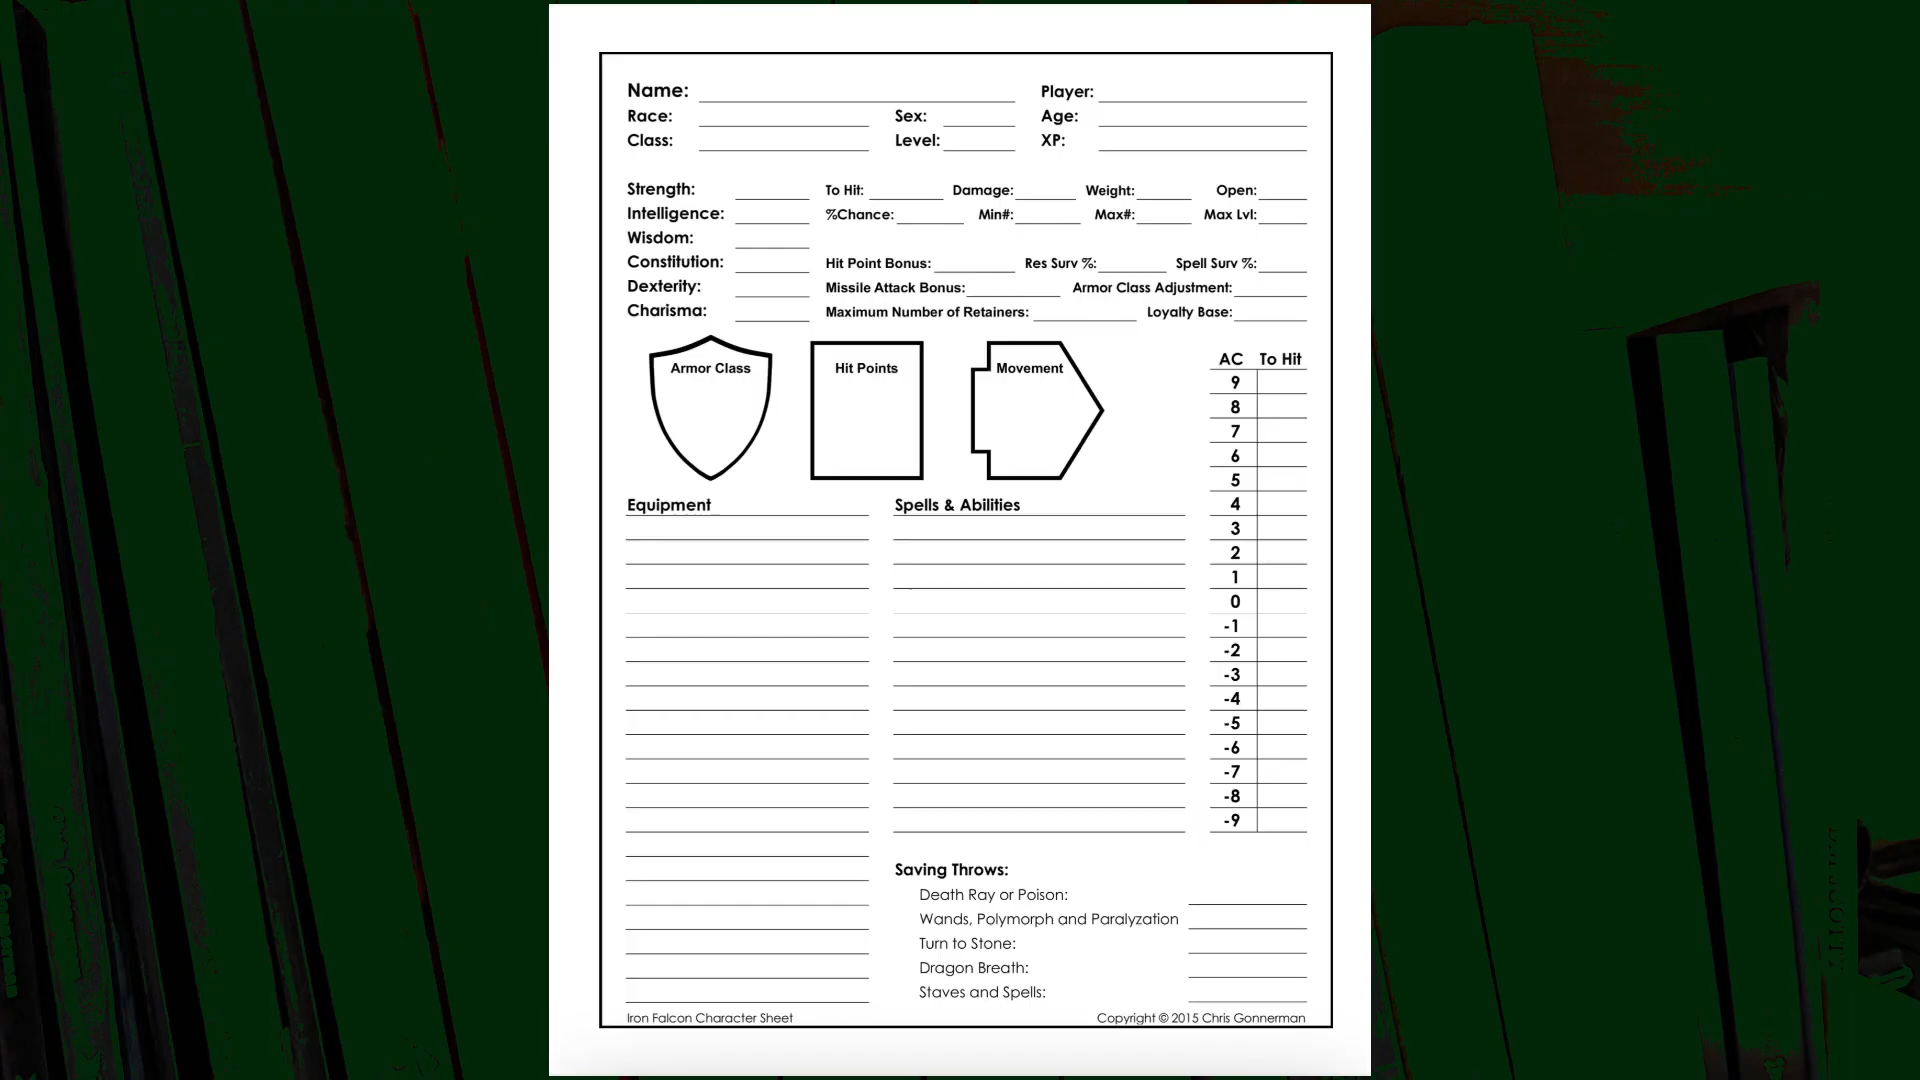 Name: Player:
Race: Sex: Age:
Class: Level: XP:
Strength: To Hit: Damage: Weight: Open:
Intelligence: %Chance: Min#: Max#: Max Lvl:
Wisdom:
Constitution: Hit Point Bonus: Res Surv %: Spell Surv %:
Dexterity: Missile Attack Bonus: Armor Class Adjustment:
Charisma: Maximum Number of Retainers: Loyalty Base:
Armor Class Hit Points Movement
AC To Hit
9
8
7
6
5
4
3
2
1
0
-1
-2
-3
-4
-5
-6
-7
-8
-9
Equipment
Spells & Abilities
Saving Throws:
Death Ray or Poison:
Wands, Polymorph and Paralyzation
Turn to Stone:
Dragon Breath:
Staves and Spells:
Iron Falcon Character Sheet Copyright © 2015 Chris Gonnerman